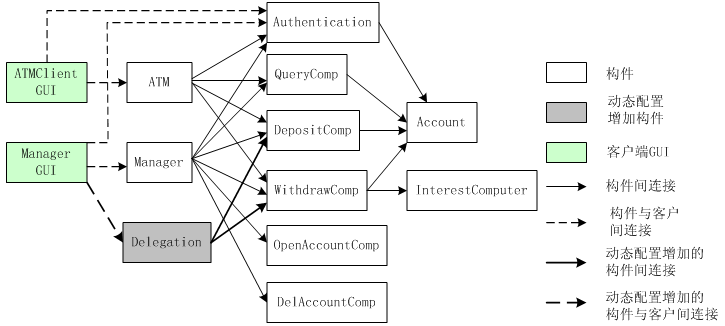 Authentication
ATMClient
GUI
ATM
QueryComp
DepositComp
Account
Manager
GUI
Manager
WithdrawComp
InterestComputer
Delegation
OpenAccountComp
DelAccountComp
构件
动态配置
增加构件
客户端GUI
构件间连接
构件与客户
间连接
动态配置增加的
构件间连接
动态配置增加的
构件与客户间连接